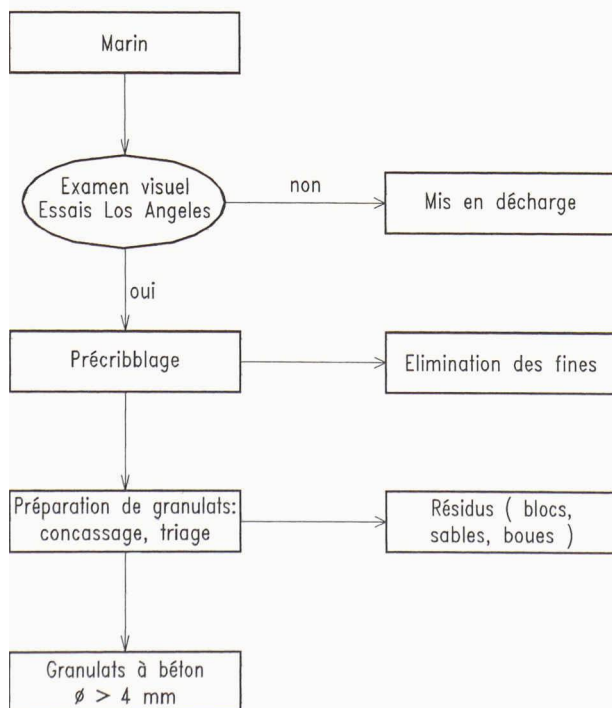 Marin
Examen visuel
Essais Los Angeles
non
Mis en décharge
oui
Précribblage
Elimination des fines
Préparation de granulats:
concassage, triage
Résidus ( blocs,
sables, boues )
Granulats à béton
ø > 4 mm